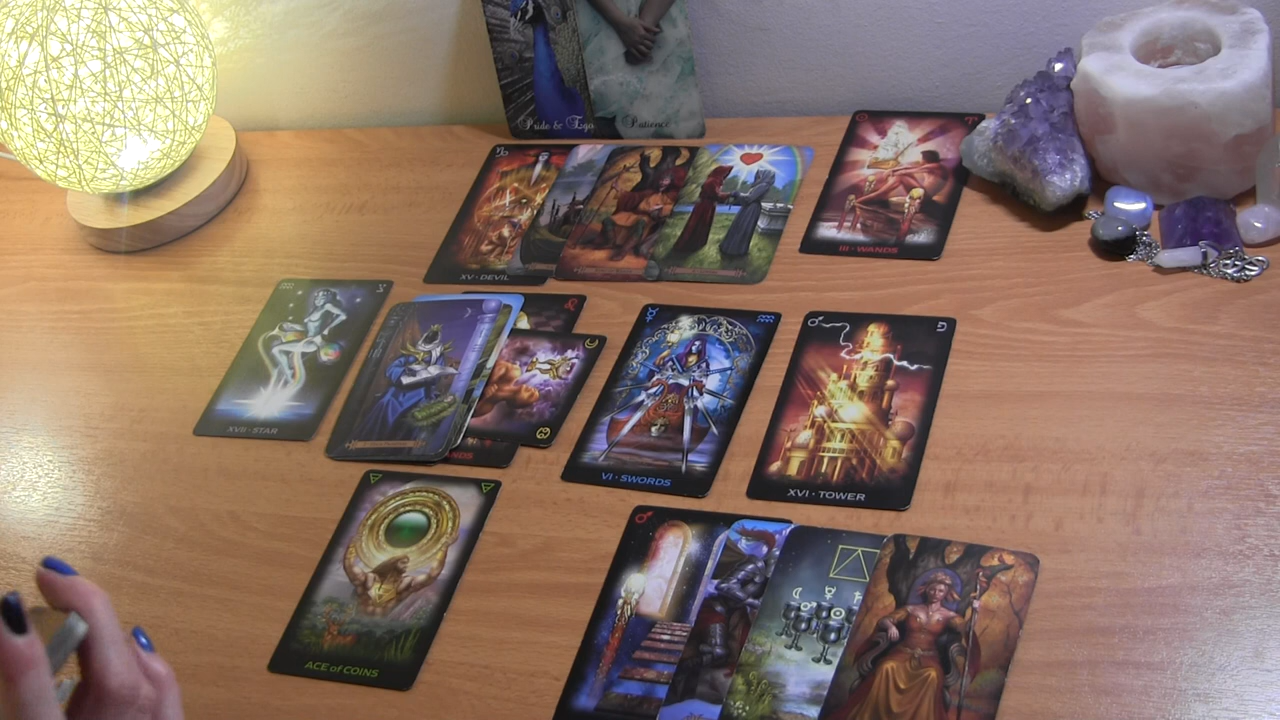 Pride & Ego
Patience
XV · DEVIL
III · WANDS
XVII · STAR
VI · SWORDS
XVI · TOWER
ACE of COINS